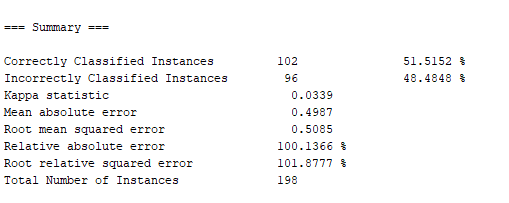 === Summary ===
Correctly Classified Instances 102 51.5152 %
Incorrectly Classified Instances 96 48.4848 %
Kappa statistic 0.0339
Mean absolute error 0.4987
Root mean squared error 0.5085
Relative absolute error 100.1366 %
Root relative squared error 101.8777 %
Total Number of Instances 198